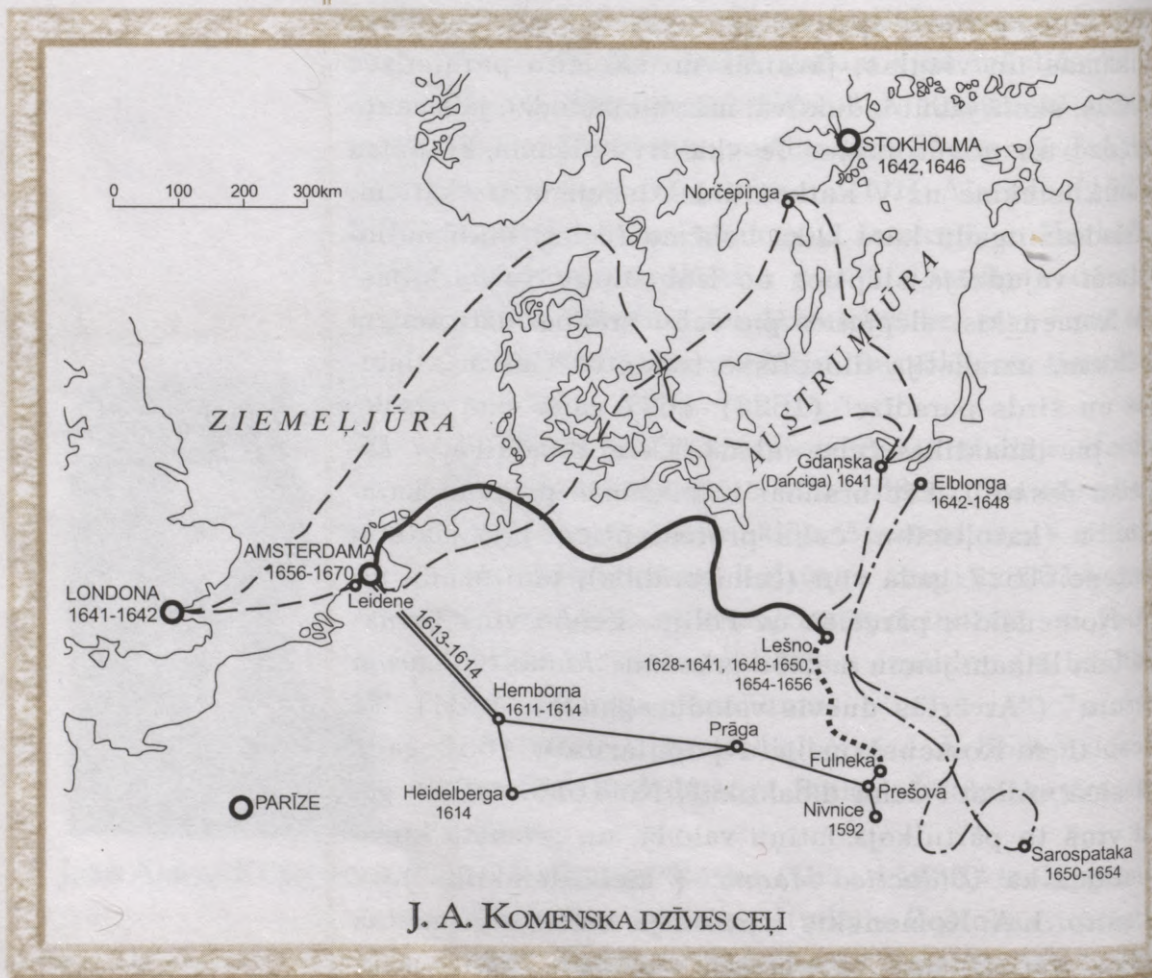 STOKHOLMA
1642, 1646
0 100 200 300km
Norčepinga
ZIEMEĻJŪRA
AUSTRUMJŪRA
Gdaņska
(Danciga) 1641
Elblonga
1642-1648
AMSTERDAMA
1656-1670
LONDONA
1641-1642
Leidene
1613-1614
Lešno
1628-1641, 1648-1650,
1654-1656
Hernborna
1611-1614
Prāga
Fulneka
Prešova
Heidelberga
1614
Nīvnice
1592
PARĪZE
Sarospataka
1650-1654
J. A. KOMENSKA DZĪVES CEĻI